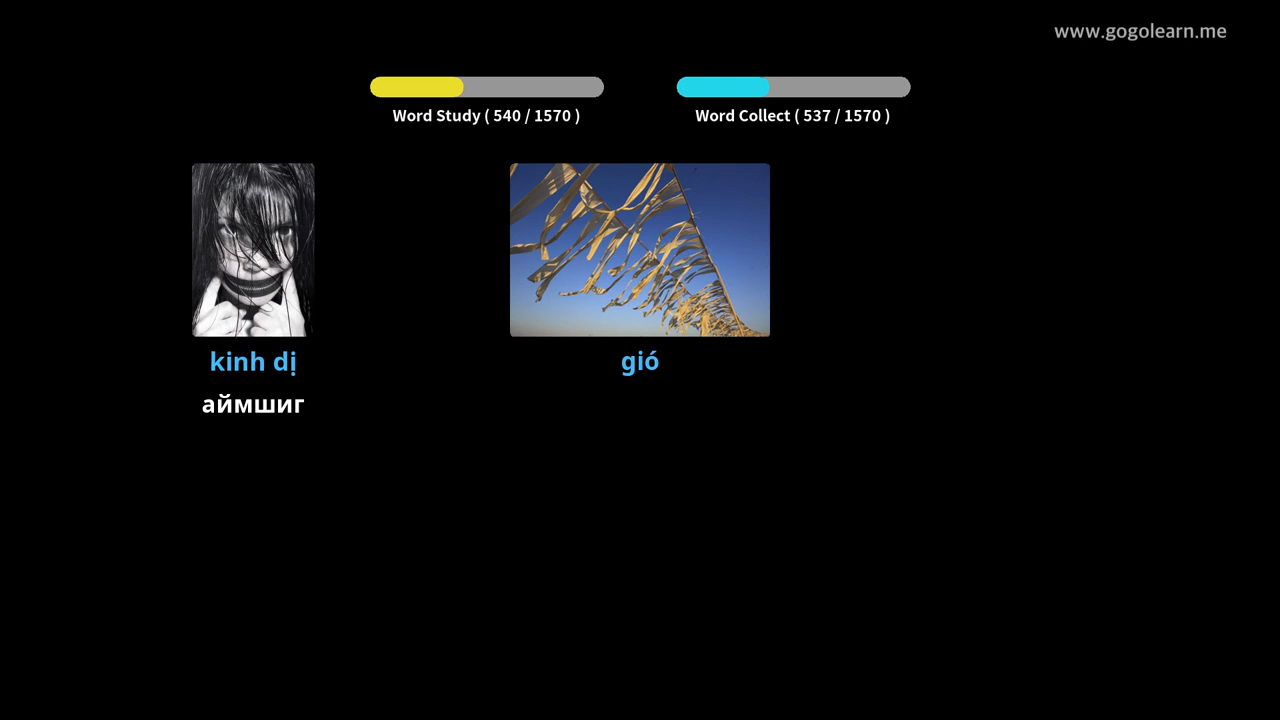 www.gogolearn.me
Word Study ( 540 / 1570 )
Word Collect ( 537 / 1570 )
kinh dị
gió
аймшиг